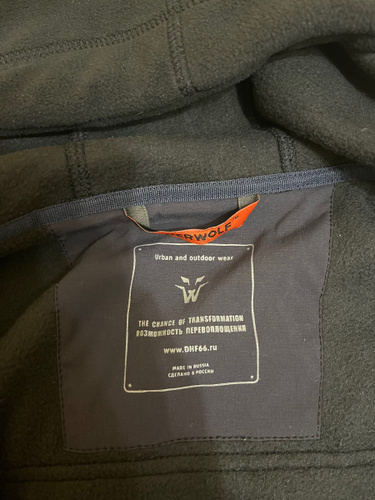 ERWOLF
Urban and outdoor wear
THE CHANCE OF TRANSFORMATION
ВОЗМОЖНОСТЬ ПЕРЕВОПЛОЩЕНИЯ
www.DHF66.ru
MADE IN RUSSIA
СДЕЛАНО В РОССИИ